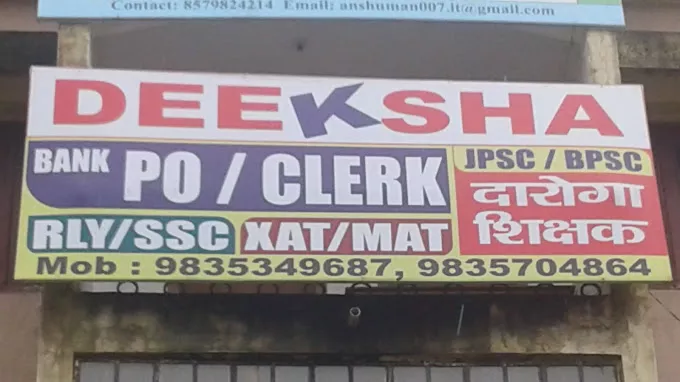 Contact: 8579824214 Email: anshuman007.it@gmail.com
DEEKSHA
BANK PO / CLERK
RLY/SSC XAT/MAT
JPSC / BPSC
दारोगा
शिक्षक
Mob : 9835349687, 9835704864